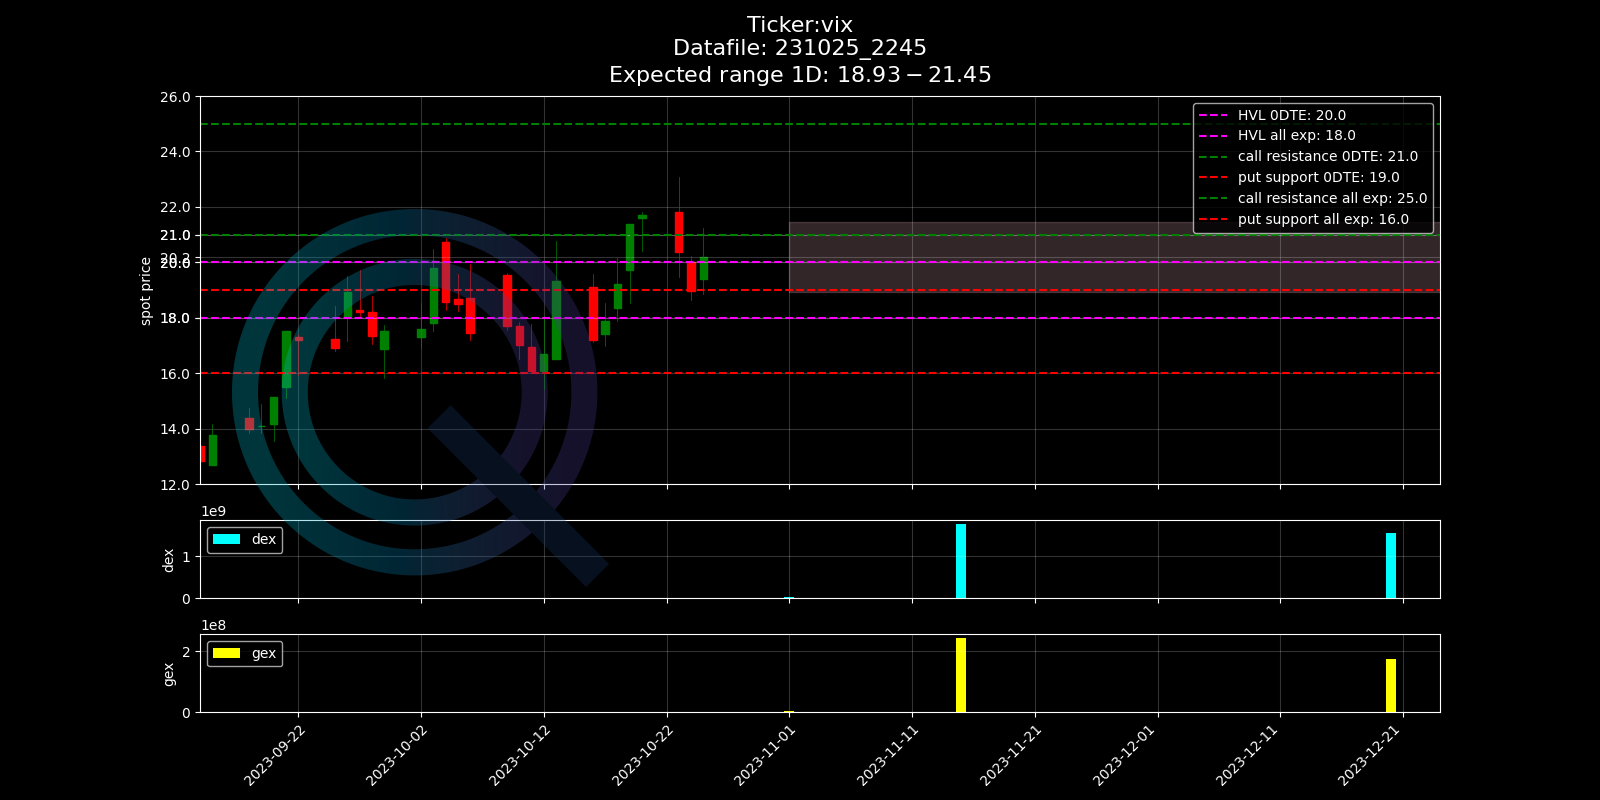 Ticker:vix
Datafile: 231025_2245
Expected range 1D: 18.93 − 21.45
26.0
24.0
22.0
21.0
20.2
20.0
18.0
16.0
14.0
12.0
spot price
HVL 0DTE: 20.0
HVL all exp: 18.0
call resistance 0DTE: 21.0
put support 0DTE: 19.0
call resistance all exp: 25.0
put support all exp: 16.0
1e9
dex
1
0
dex
1e8
gex
2
0
gex
2023-09-22
2023-10-02
2023-10-12
2023-10-22
2023-11-01
2023-11-11
2023-11-21
2023-12-01
2023-12-11
2023-12-21